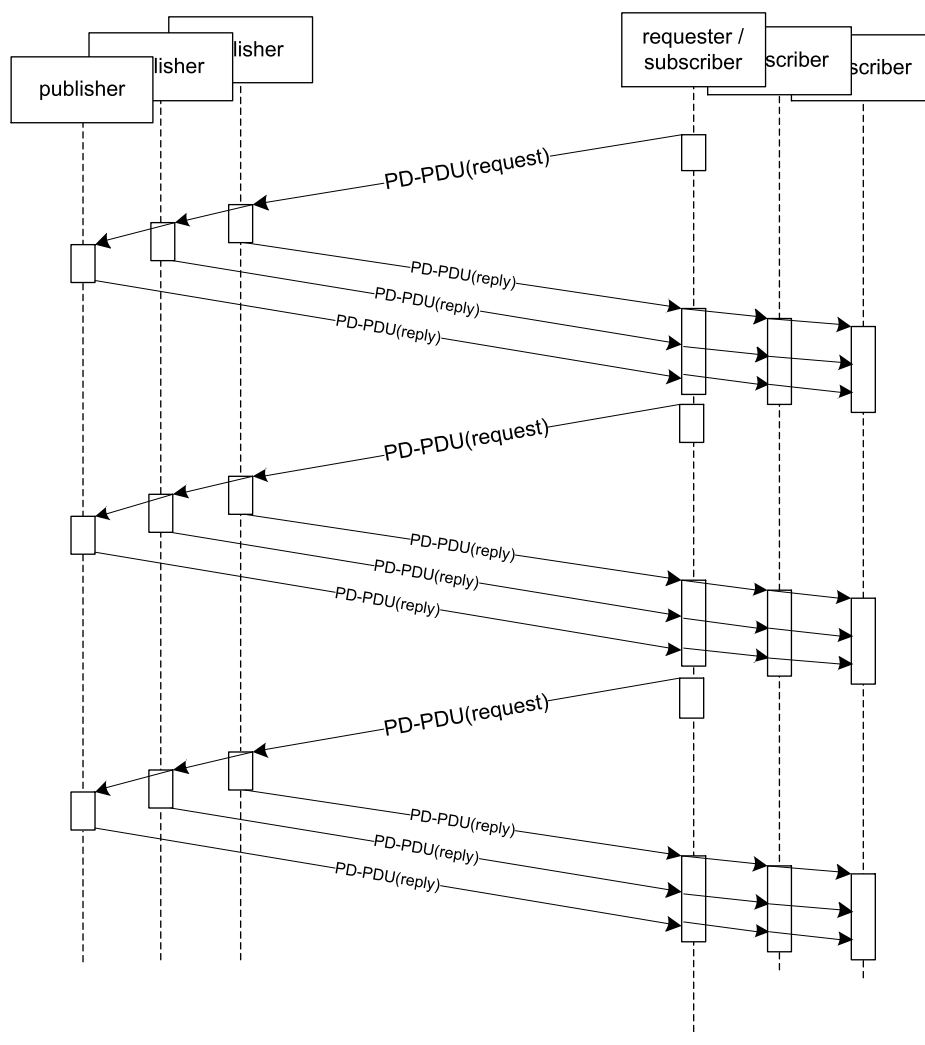 lisher
lisher
publisher
requester /
subscriber
scriber
scriber
PD-PDU(request)
PD-PDU(reply)
PD-PDU(reply)
PD-PDU(reply)
PD-PDU(request)
PD-PDU(reply)
PD-PDU(reply)
PD-PDU(reply)
PD-PDU(request)
PD-PDU(reply)
PD-PDU(reply)
PD-PDU(reply)